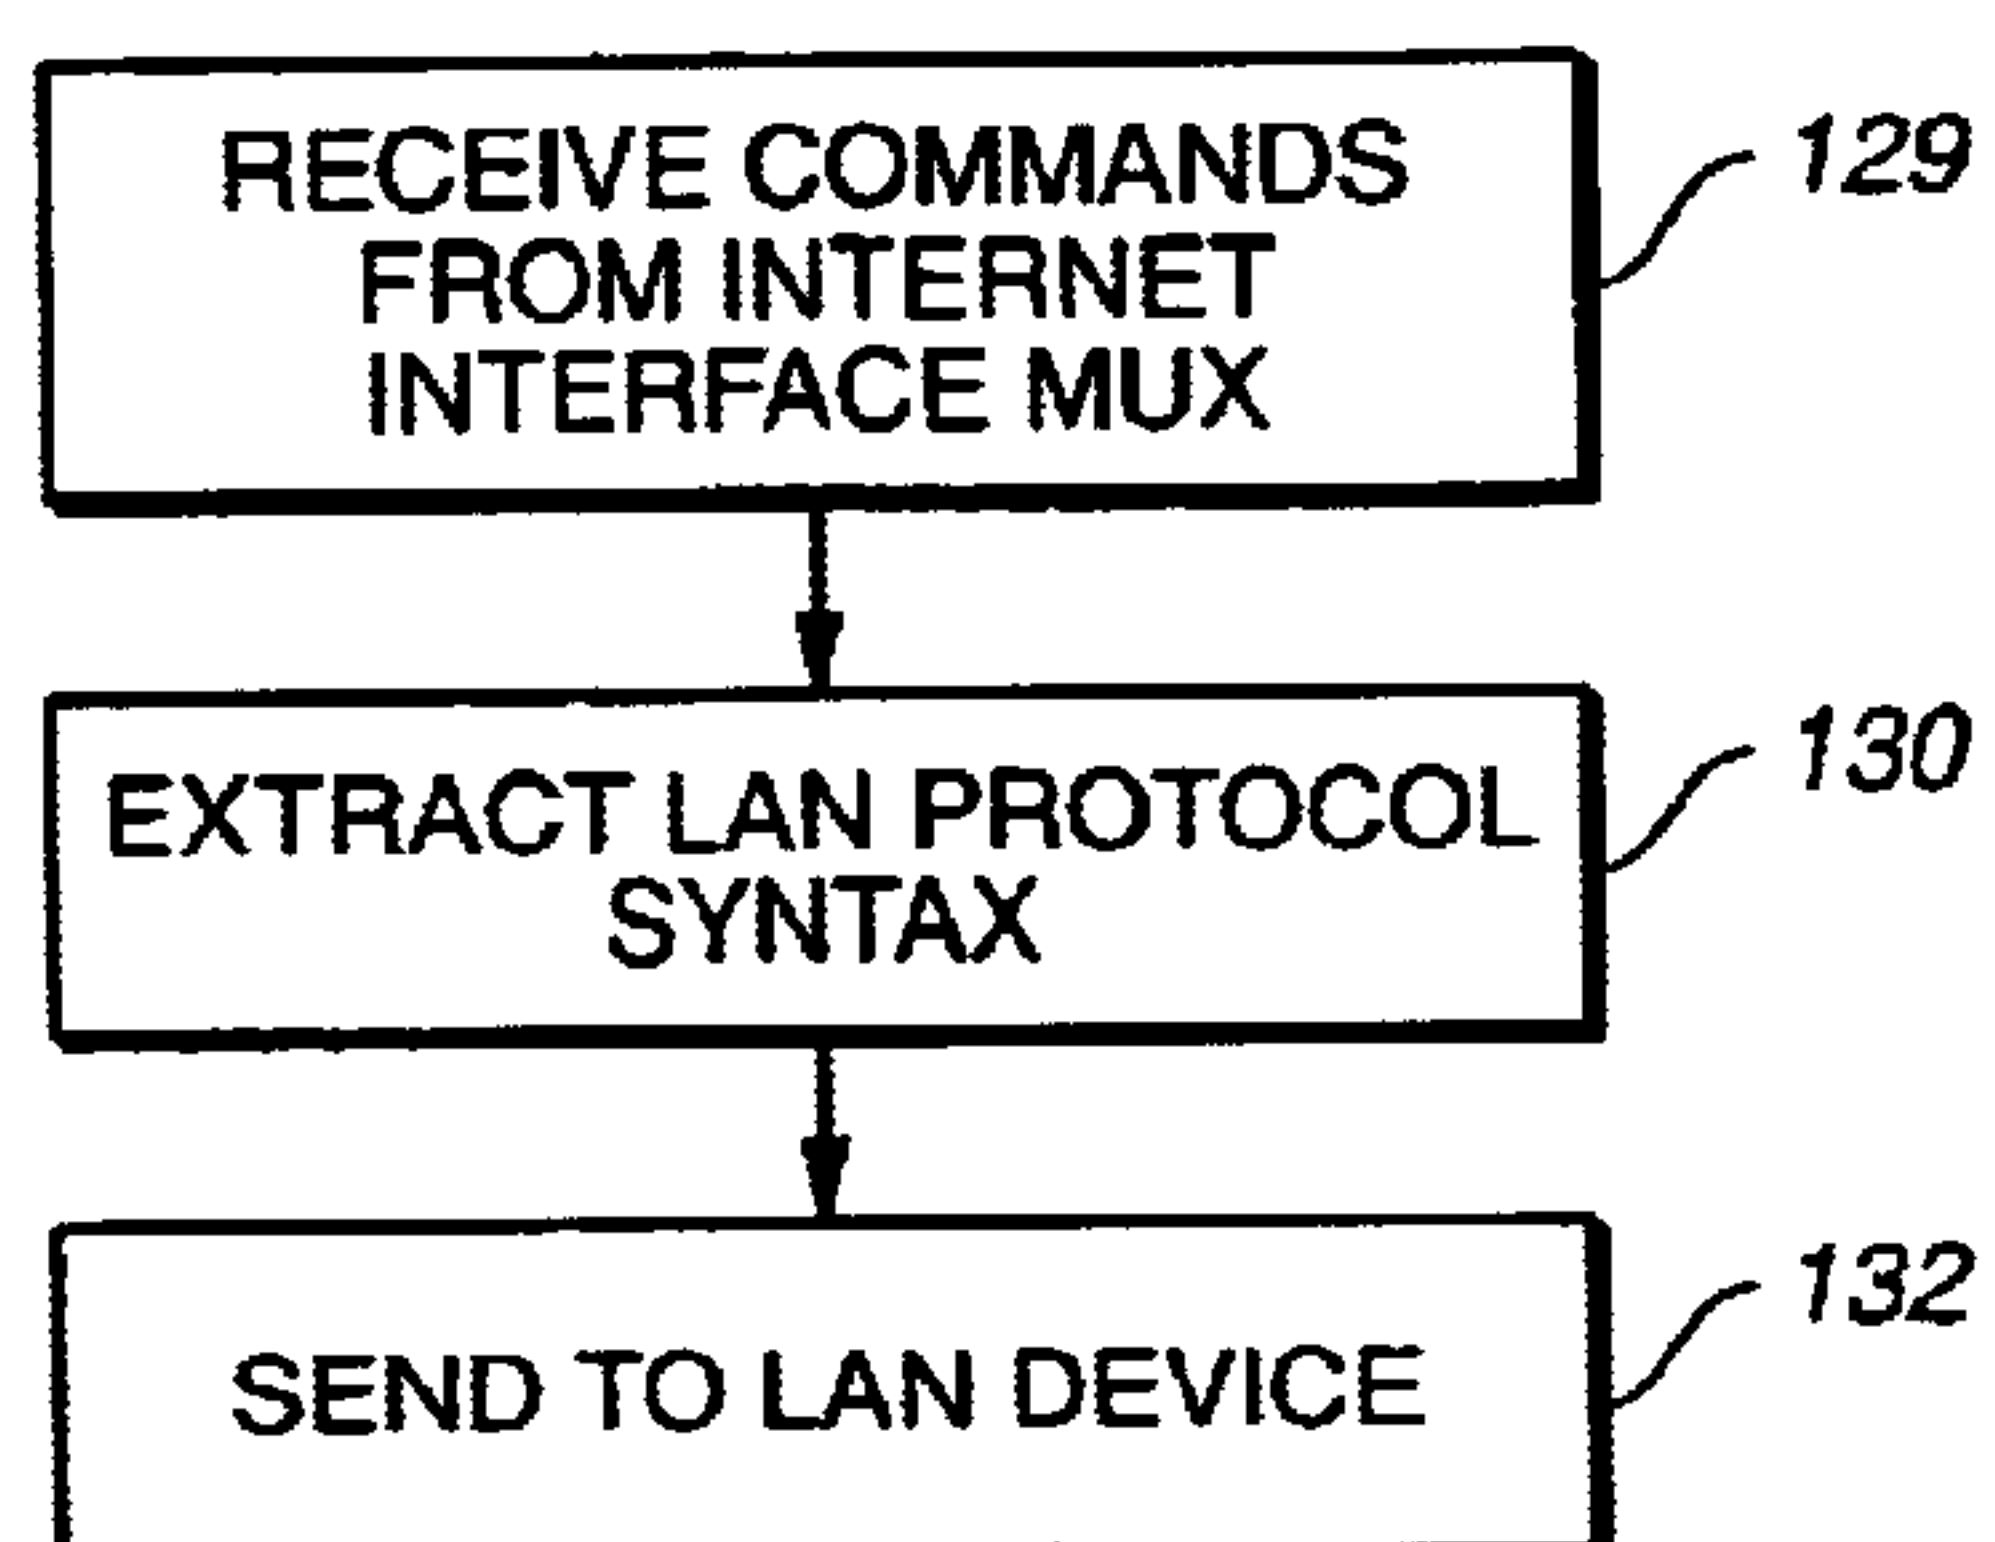 RECEIVE COMMANDS
FROM INTERNET
INTERFACE MUX
129
EXTRACT LAN PROTOCOL
SYNTAX
130
SEND TO LAN DEVICE
132